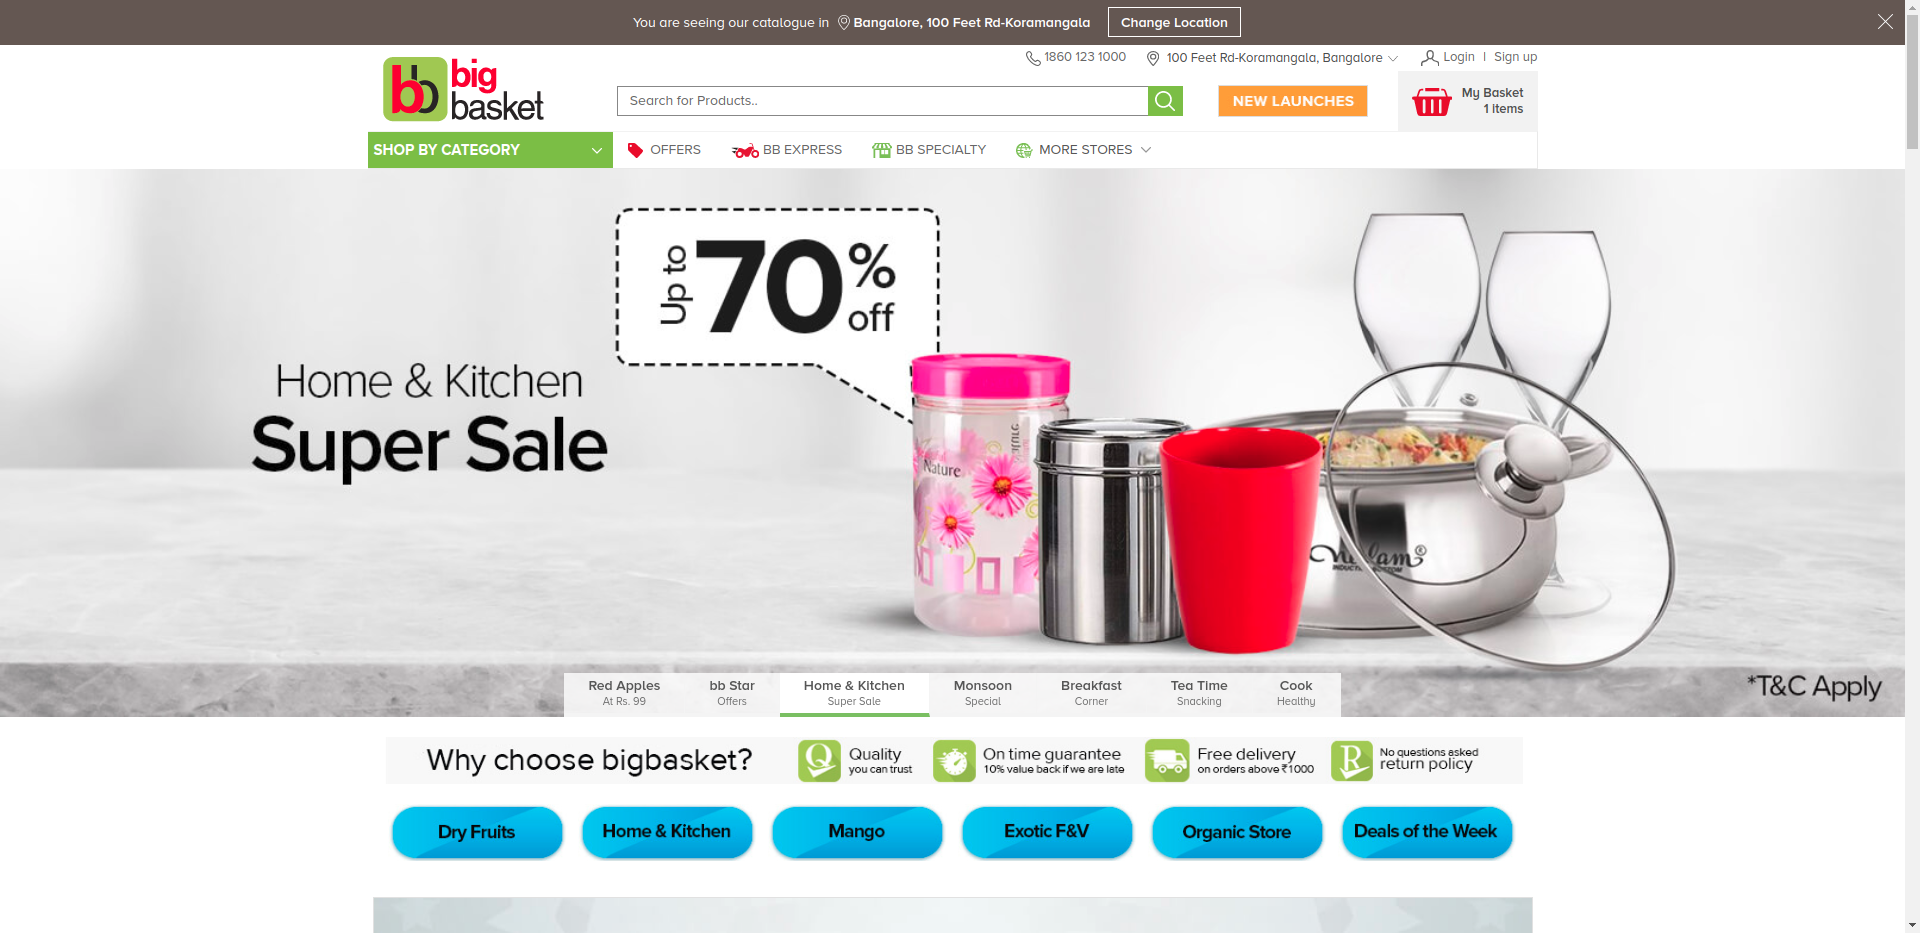 You are seeing our catalogue in Bangalore, 100 Feet Rd-Koramangala Change Location
1860 123 1000 100 Feet Rd-Koramangala, Bangalore Login | Sign up
bb big basket
Search for Products..
NEW LAUNCHES
My Basket
1 items
SHOP BY CATEGORY
OFFERS
BB EXPRESS
BB SPECIALTY
MORE STORES
Up to 70% off
Home & Kitchen
Super Sale
Nature
*T&C Apply
Red Apples
At Rs. 99
bb Star
Offers
Home & Kitchen
Super Sale
Monsoon
Special
Breakfast
Corner
Tea Time
Snacking
Cook
Healthy
Why choose bigbasket?
Quality
you can trust
On time guarantee
10% value back if we are late
Free delivery
on orders above ₹1000
No questions asked
return policy
Dry Fruits
Home & Kitchen
Mango
Exotic F&V
Organic Store
Deals of the Week